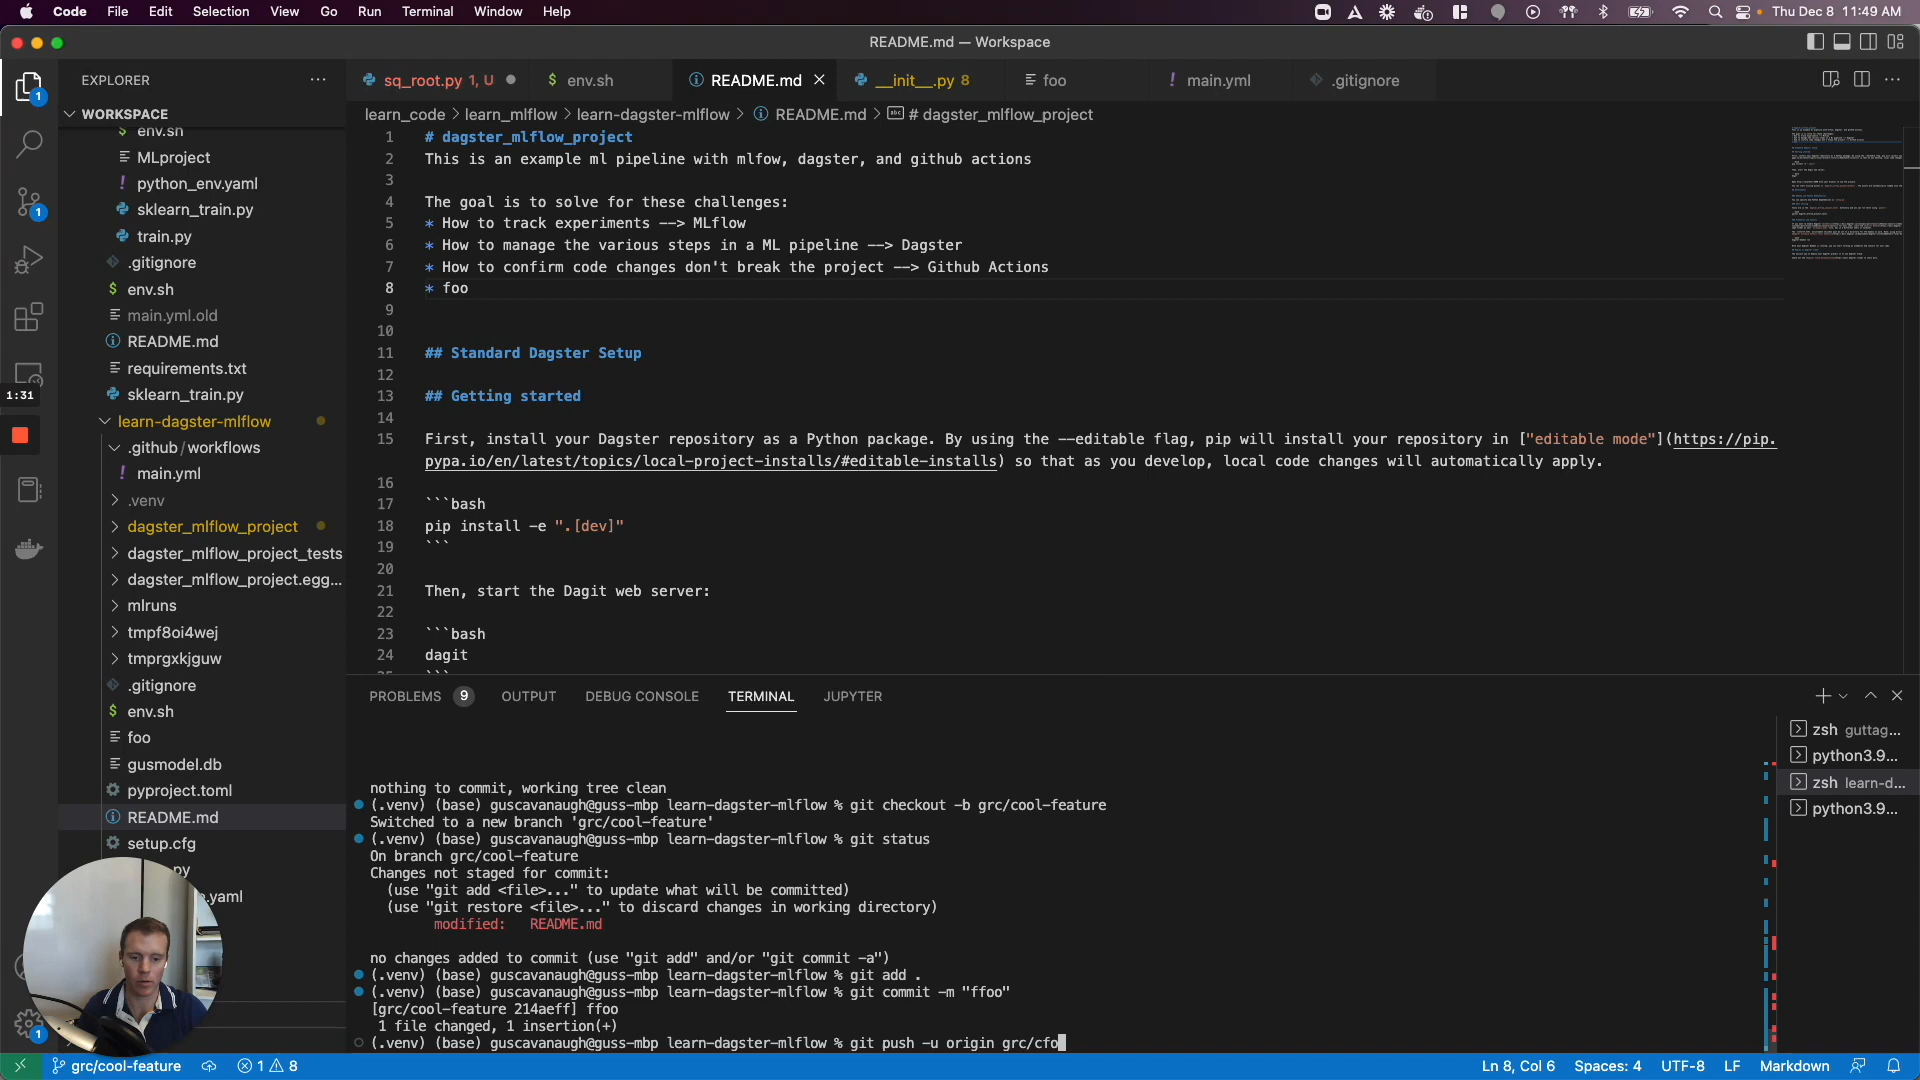 Code File Edit Selection View Go Run Terminal Window Help
Thu Dec 8 11:49 AM
README.md — Workspace
EXPLORER
sq_root.py 1, U
env.sh
README.md
__init__.py 8
foo
main.yml
.gitignore
learn_code > learn_mlflow > learn-dagster-mlflow > README.md > # dagster_mlflow_project
WORKSPACE
env.sh
MLproject
python_env.yaml
sklearn_train.py
train.py
.gitignore
env.sh
main.yml.old
README.md
requirements.txt
sklearn_train.py
learn-dagster-mlflow
.github / workflows
main.yml
.venv
dagster_mlflow_project
dagster_mlflow_project_tests
dagster_mlflow_project.egg...
mlruns
tmpf8oi4wej
tmprgxkjguw
.gitignore
env.sh
foo
gusmodel.db
pyproject.toml
README.md
setup.cfg
.py
.yaml
1
1
1:31
1
1 # dagster_mlflow_project
2 This is an example ml pipeline with mlfow, dagster, and github actions
3
4 The goal is to solve for these challenges:
5 * How to track experiments --> MLflow
6 * How to manage the various steps in a ML pipeline --> Dagster
7 * How to confirm code changes don't break the project --> Github Actions
8 * foo
9
10
11 ## Standard Dagster Setup
12
13 ## Getting started
14
15 First, install your Dagster repository as a Python package. By using the --editable flag, pip will install your repository in ["editable mode"](https://pip.
pypa.io/en/latest/topics/local-project-installs/#editable-installs) so that as you develop, local code changes will automatically apply.
16
17 ```bash
18 pip install -e ".[dev]"
19 ```
20
21 Then, start the Dagit web server:
22
23 ```bash
24 dagit
PROBLEMS 9 OUTPUT DEBUG CONSOLE TERMINAL JUPYTER
nothing to commit, working tree clean
(.venv) (base) guscavanaugh@guss-mbp learn-dagster-mlflow % git checkout -b grc/cool-feature
Switched to a new branch 'grc/cool-feature'
(.venv) (base) guscavanaugh@guss-mbp learn-dagster-mlflow % git status
On branch grc/cool-feature
Changes not staged for commit:
(use "git add <file>..." to update what will be committed)
(use "git restore <file>..." to discard changes in working directory)
modified: README.md
no changes added to commit (use "git add" and/or "git commit -a")
(.venv) (base) guscavanaugh@guss-mbp learn-dagster-mlflow % git add .
(.venv) (base) guscavanaugh@guss-mbp learn-dagster-mlflow % git commit -m "ffoo"
[grc/cool-feature 214aeff] ffoo
1 file changed, 1 insertion(+)
(.venv) (base) guscavanaugh@guss-mbp learn-dagster-mlflow % git push -u origin grc/cfo
zsh guttag...
python3.9...
zsh learn-d...
python3.9...
grc/cool-feature 1 8
Ln 8, Col 6 Spaces: 4 UTF-8 LF Markdown